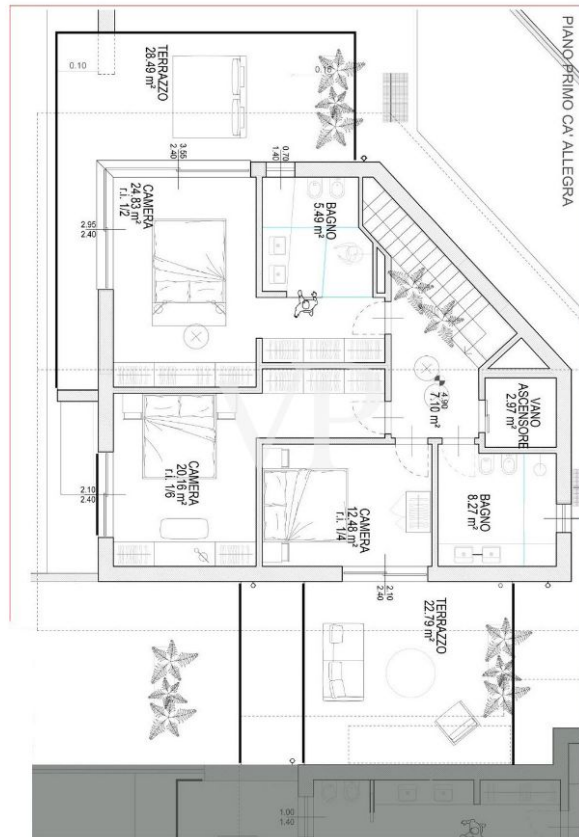 PIANO PRIMO CA' ALLEGRA
TERRAZZO
28.49 m²
0.10
0.70
1.40
3.55
2.40
CAMERA
24.83 m²
r.i. 1/2
BAGNO
5.49 m²
2.95
2.40
VP
4.90
7.10 m²
VANO
ASCENSORE
2.97 m²
CAMERA
20.16 m²
r.i. 1/6
CAMERA
12.48 m²
r.i. 1/4
BAGNO
8.27 m²
2.10
2.40
2.10
2.40
TERRAZZO
22.79 m²
1.00
1.40